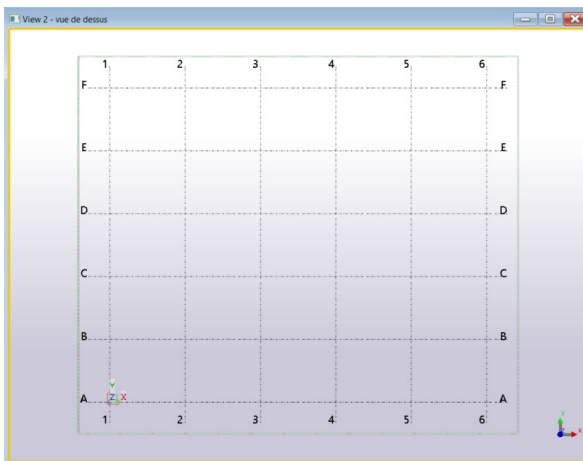 View 2 - vue de dessus
1 2 3 4 5 6
F F
E E
D D
C C
B B
Y
A Z X A
1 2 3 4 5 6
Y
Z X